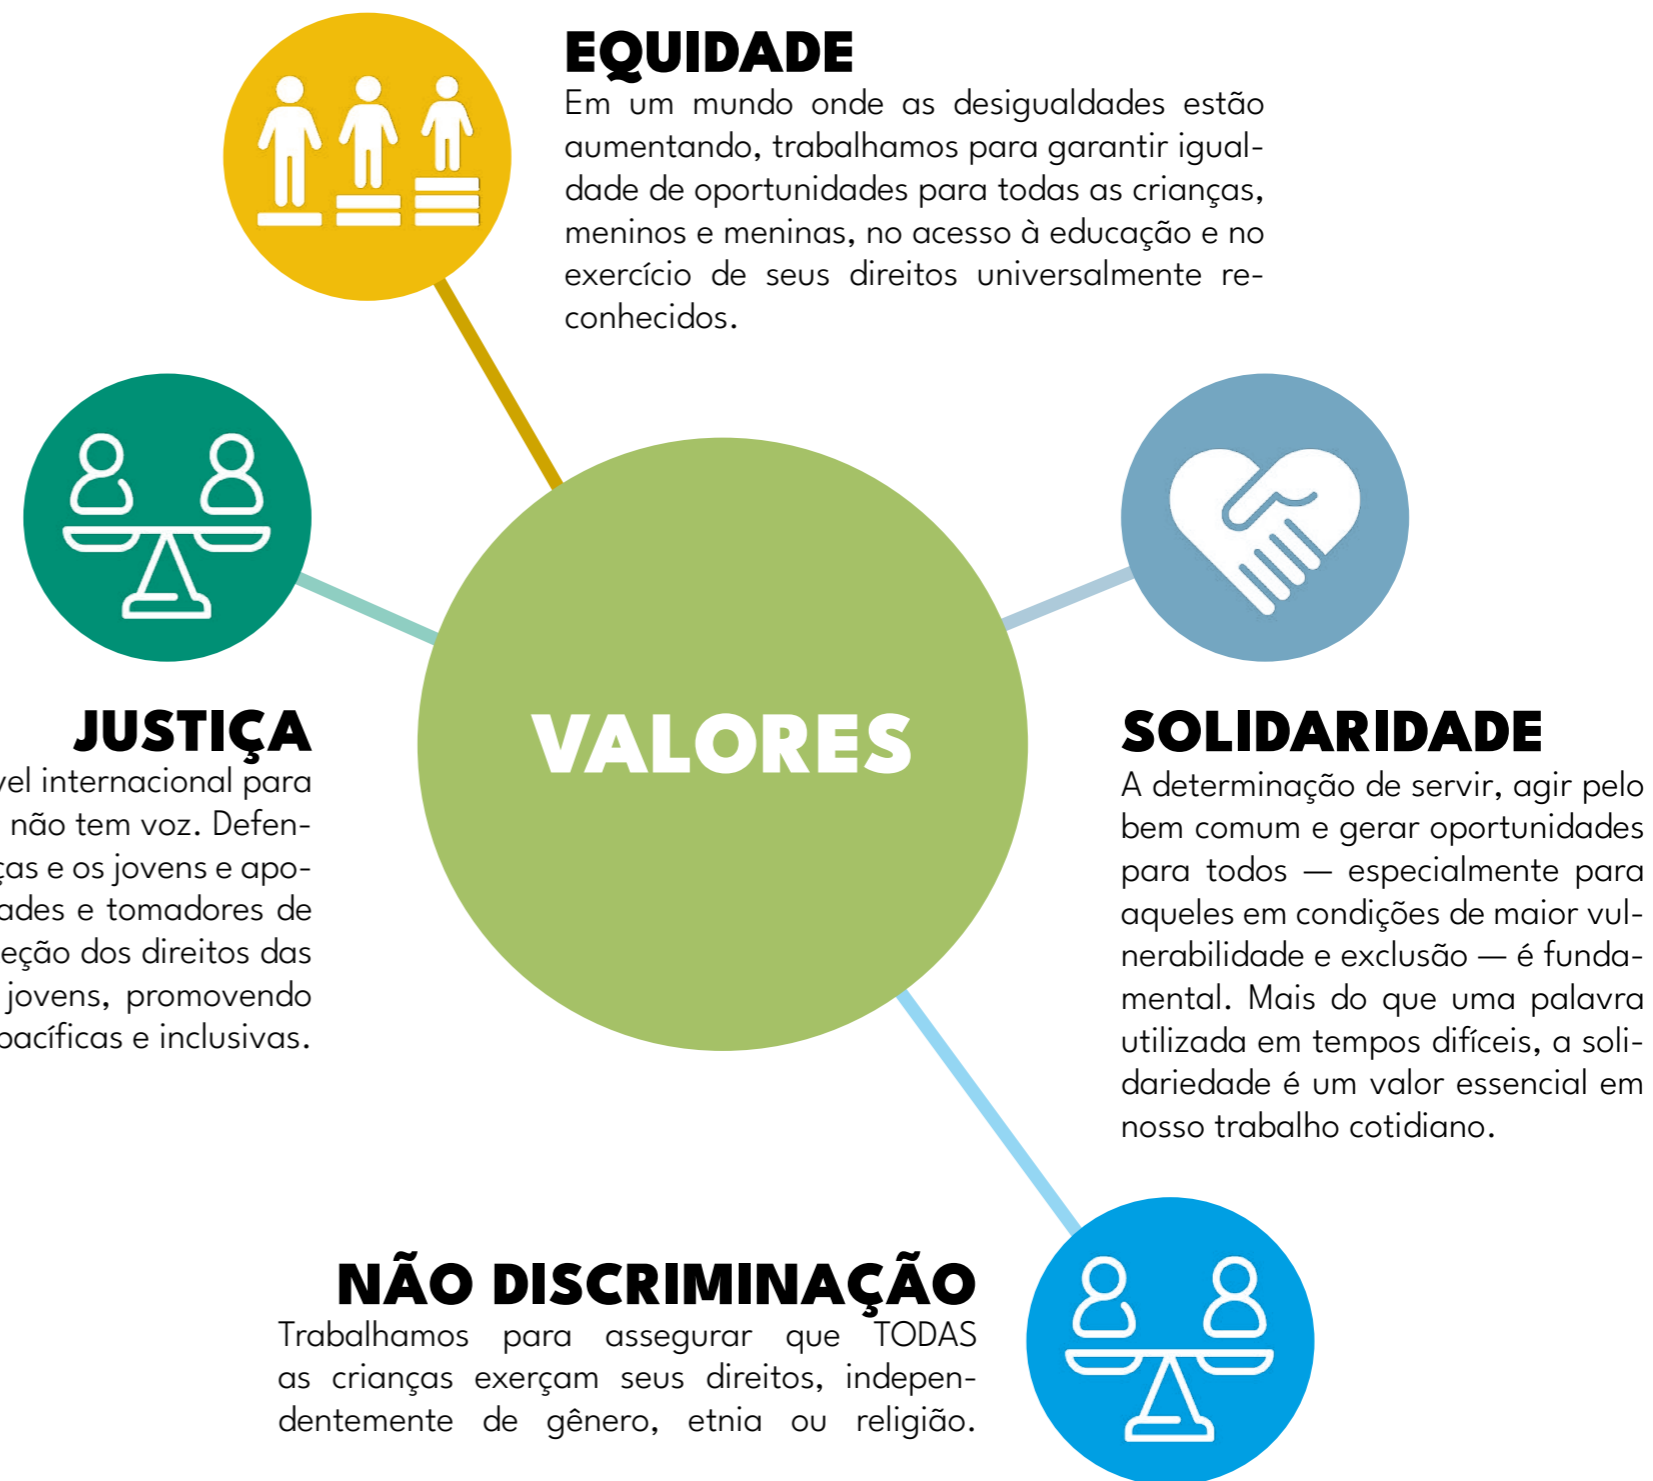 EQUIDADE
Em um mundo onde as desigualdades estão
aumentando, trabalhamos para garantir igual-
dade de oportunidades para todas as crianças,
meninos e meninas, no acesso à educação e no
exercício de seus direitos universalmente re-
conhecidos.
VALORES
JUSTIÇA
internacional para
não tem voz. Defen-
e os jovens e apo-
e tomadores de
dos direitos das
jovens, promovendo
pacíficas e inclusivas.
SOLIDARIDADE
A determinação de servir, agir pelo
bem comum e gerar oportunidades
para todos — especialmente para
aqueles em condições de maior vul-
nerabilidade e exclusão — é funda-
mental. Mais do que uma palavra
utilizada em tempos difíceis, a soli-
dariedade é um valor essencial em
nosso trabalho cotidiano.
NÃO DISCRIMINAÇÃO
Trabalhamos para assegurar que TODAS
as crianças exerçam seus direitos, indepen-
dentemente de gênero, etnia ou religião.